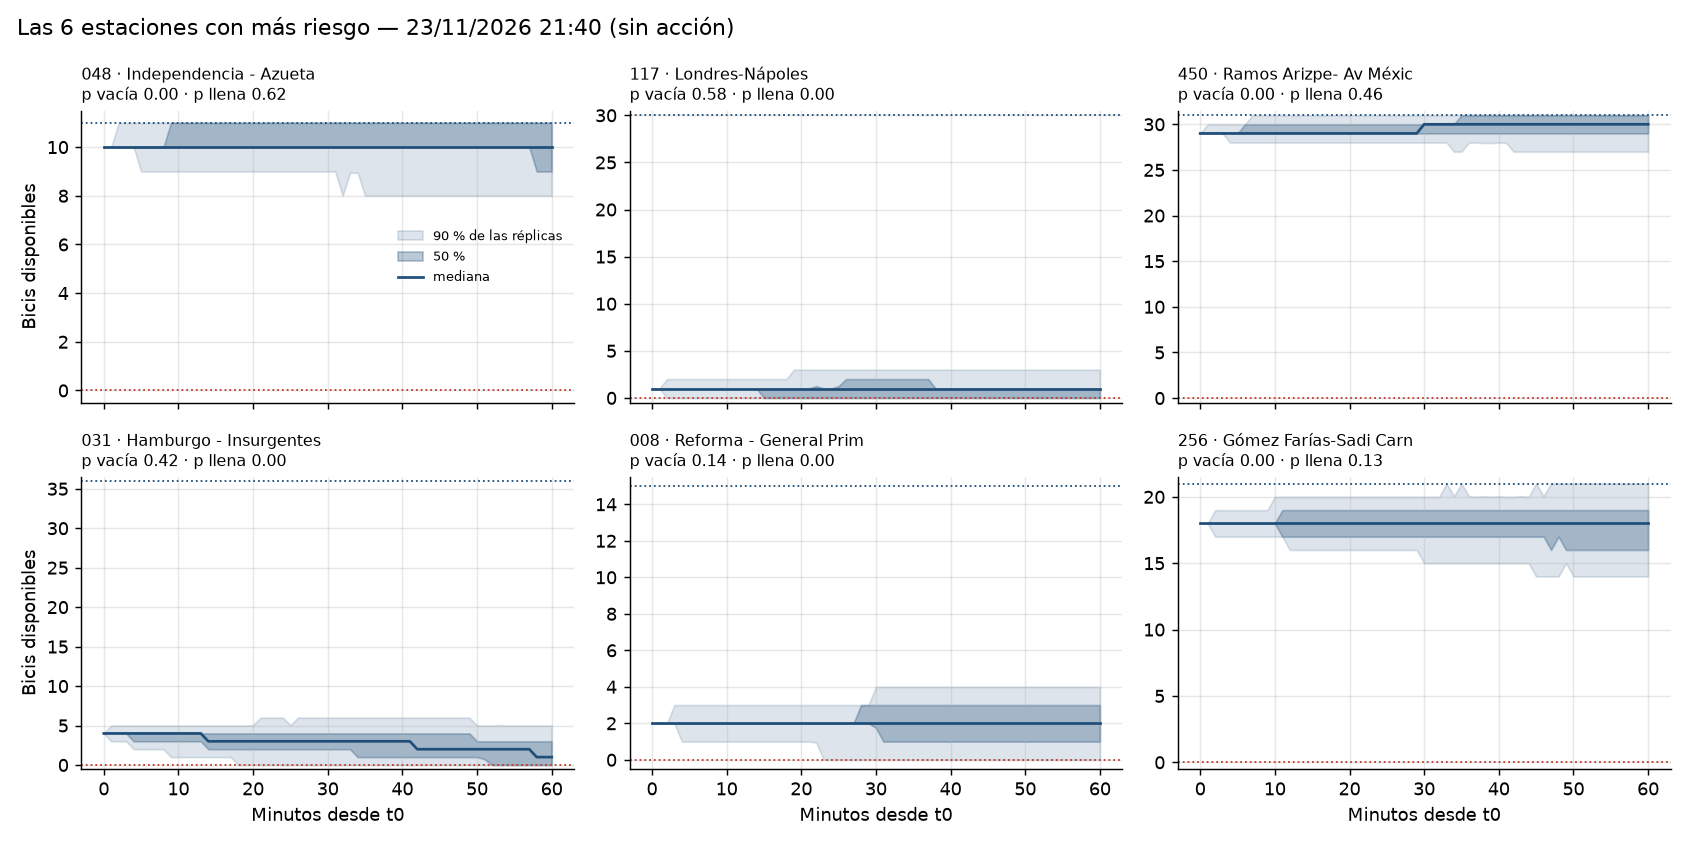 Las 6 estaciones con más riesgo — 23/11/2026 21:40 (sin acción)
048 · Independencia - Azueta
p vacía 0.00 · p llena 0.62
10
8
6
4
2
0
Bicis disponibles
90 % de las réplicas
50 %
mediana
117 · Londres-Nápoles
p vacía 0.58 · p llena 0.00
30
25
20
15
10
5
0
450 · Ramos Arizpe- Av Méxic
p vacía 0.00 · p llena 0.46
30
25
20
15
10
5
0
031 · Hamburgo - Insurgentes
p vacía 0.42 · p llena 0.00
35
30
25
20
15
10
5
0
Bicis disponibles
0 10 20 30 40 50 60
Minutos desde t0
008 · Reforma - General Prim
p vacía 0.14 · p llena 0.00
14
12
10
8
6
4
2
0
0 10 20 30 40 50 60
Minutos desde t0
256 · Gómez Farías-Sadi Carn
p vacía 0.00 · p llena 0.13
20
15
10
5
0
0 10 20 30 40 50 60
Minutos desde t0